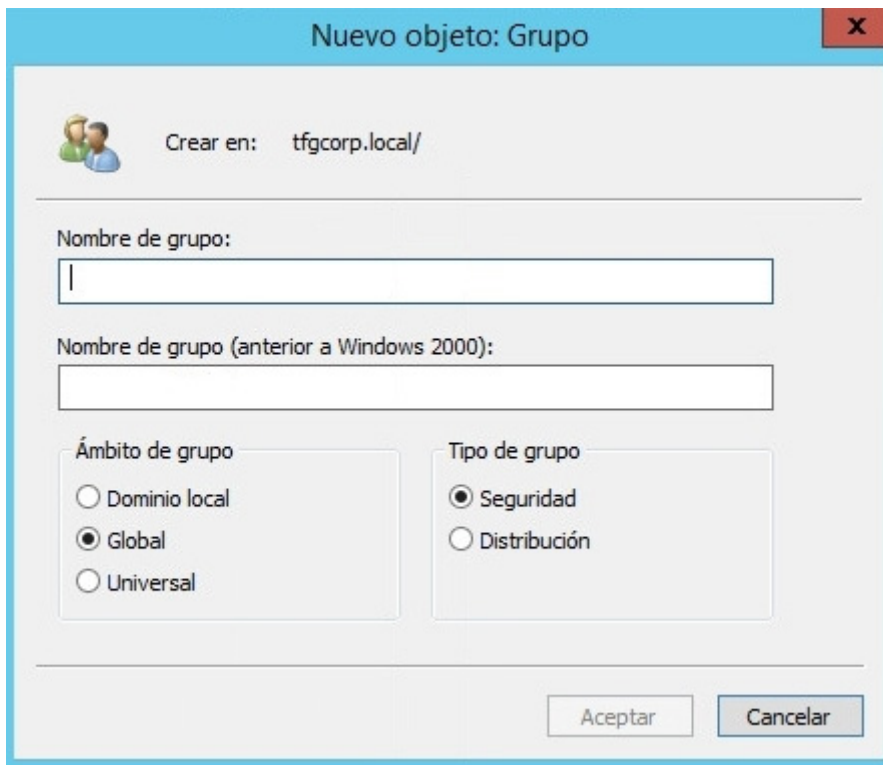 Nuevo objeto: Grupo
x
Crear en: tfgcorp.local/
Nombre de grupo:
Nombre de grupo (anterior a Windows 2000):
Ámbito de grupo
Dominio local
Global
Universal
Tipo de grupo
Seguridad
Distribución
Aceptar
Cancelar